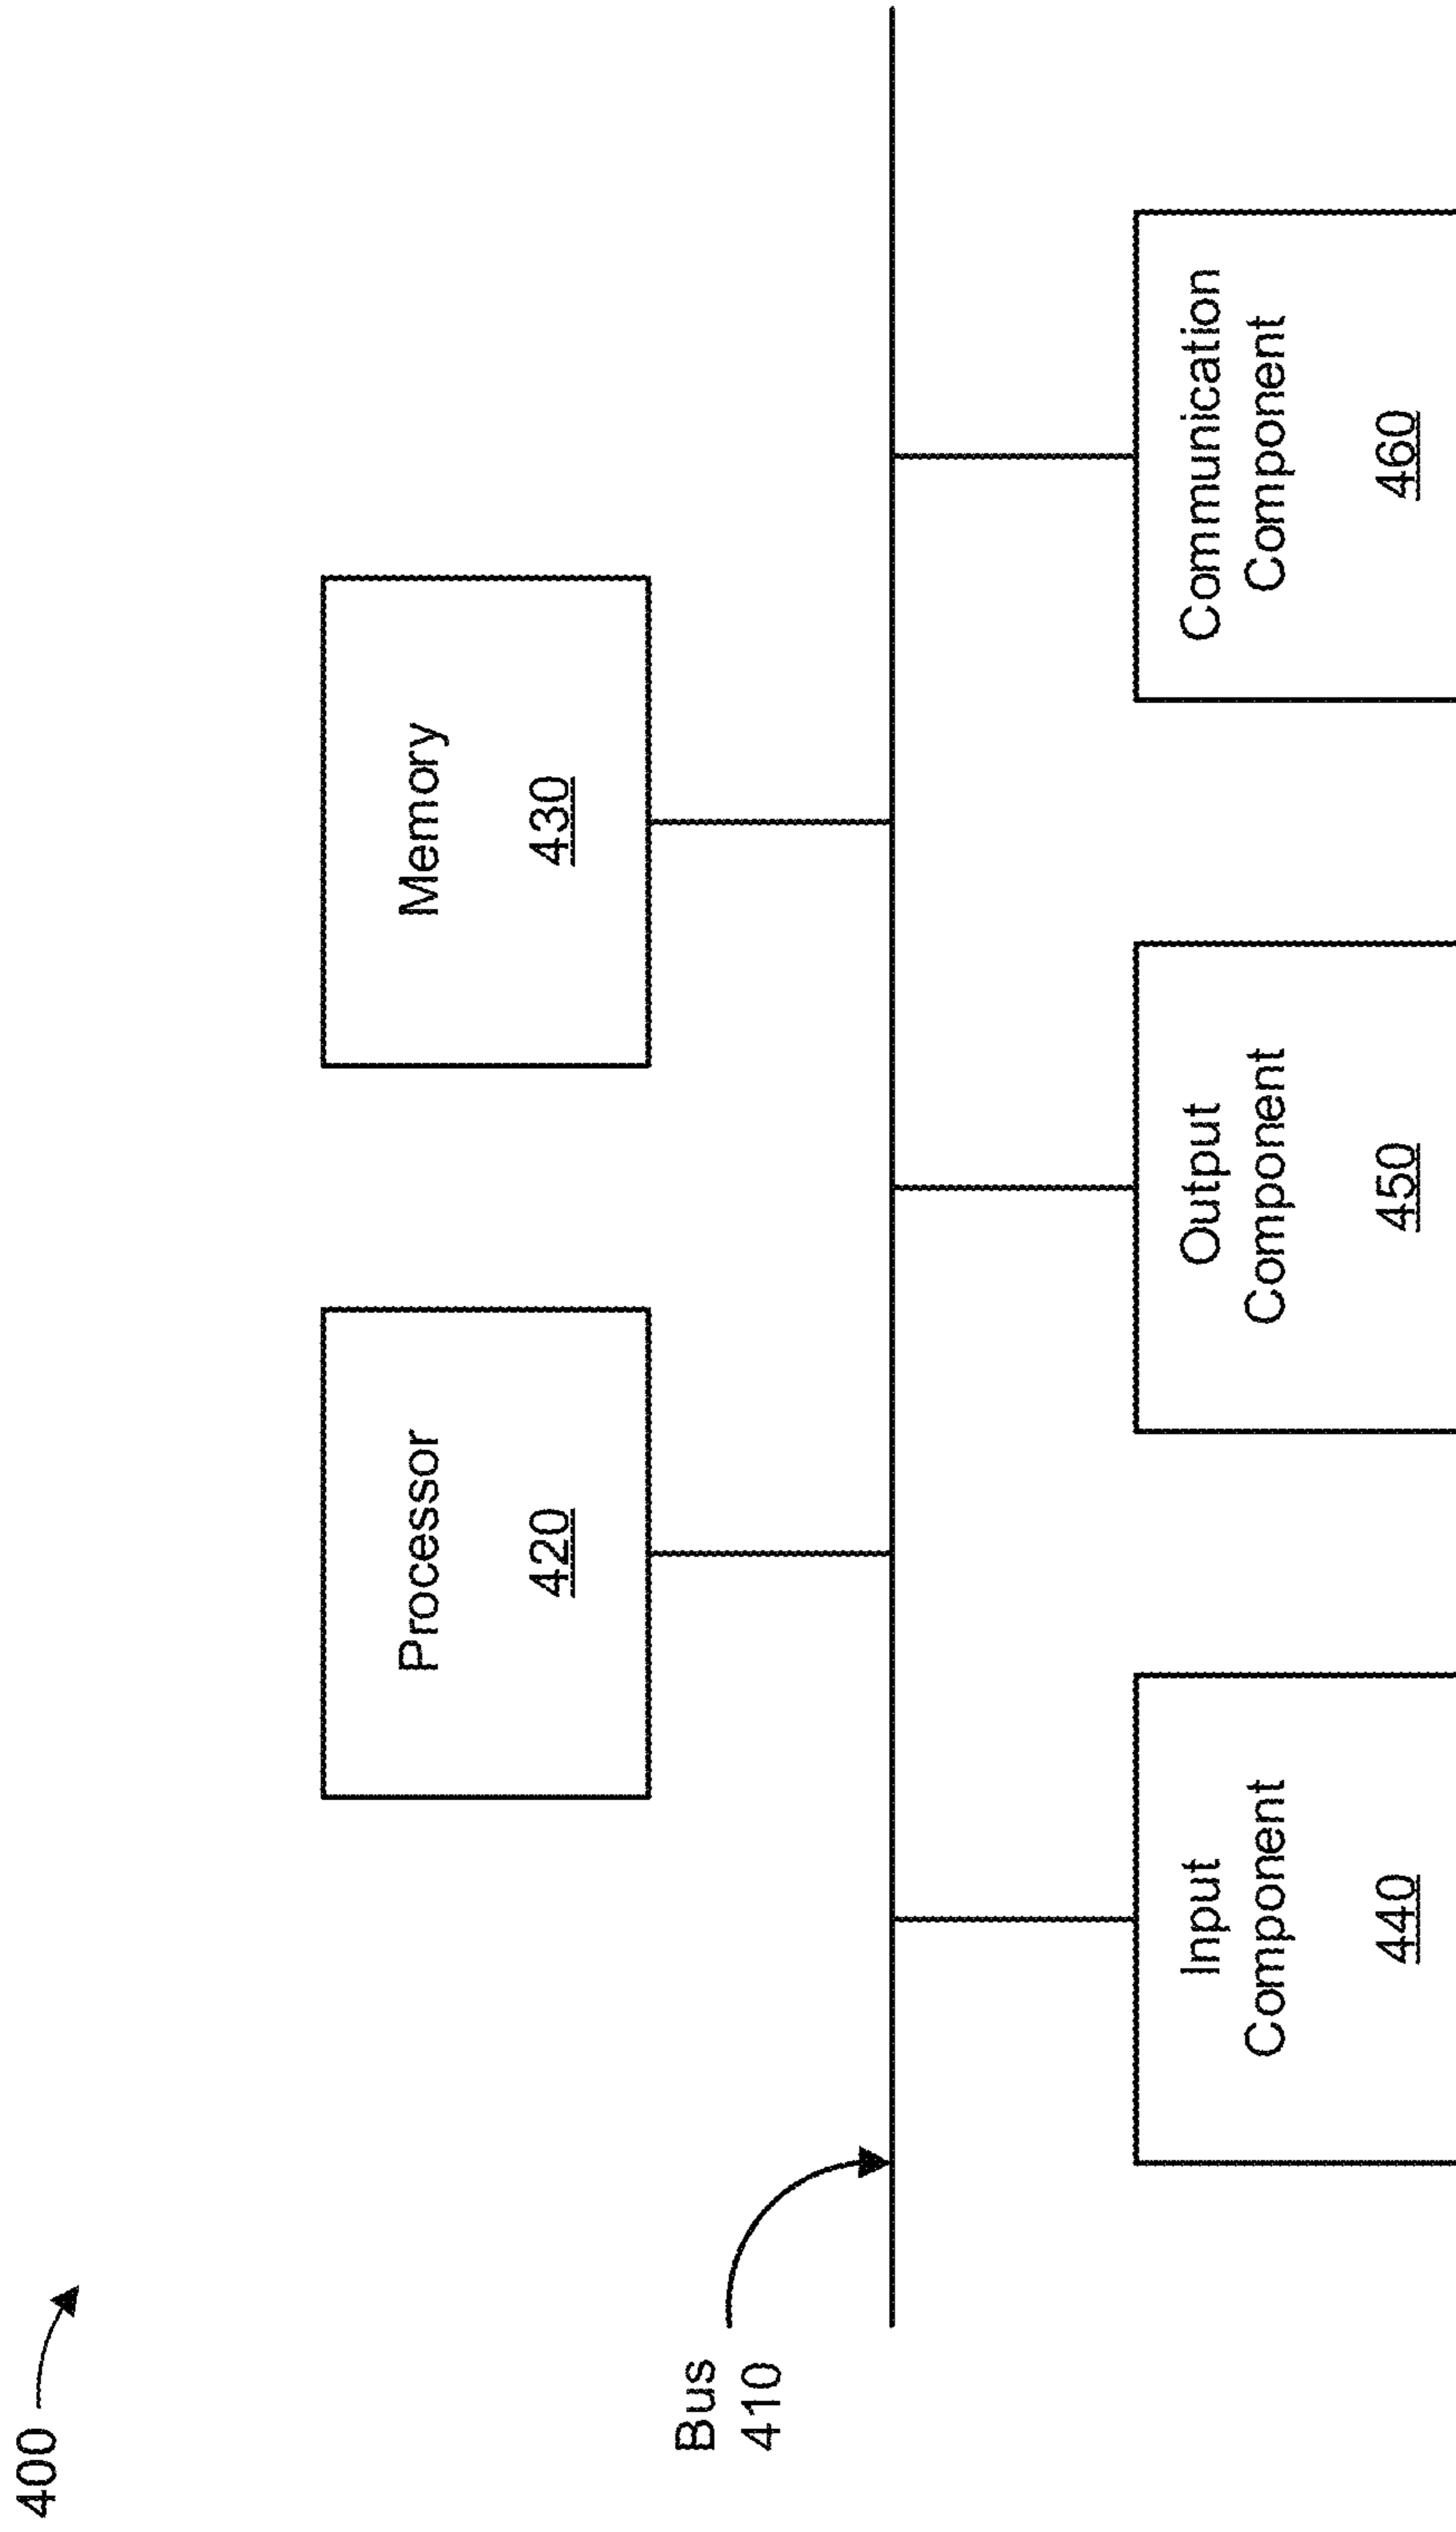 400
Processor
420
Memory
430
Bus
410
Input
Component
440
Output
Component
450
Communication
Component
460